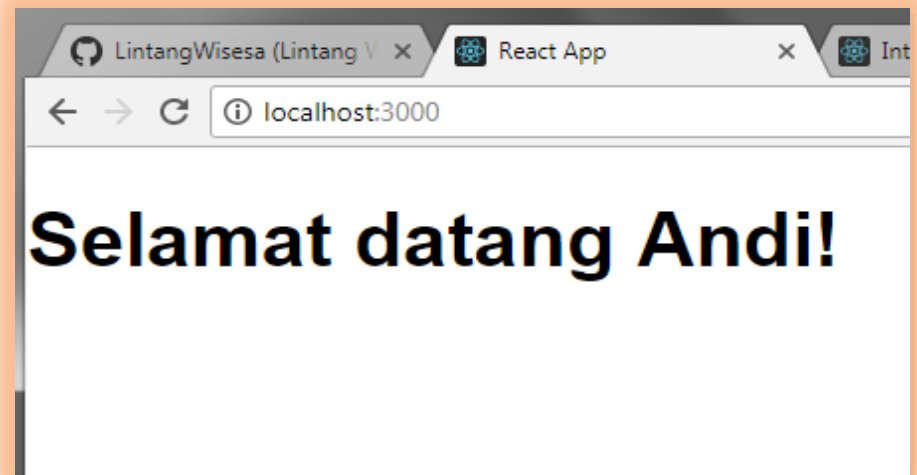 LintangWisesa (Lintang W
React App
Int
localhost:3000
Selamat datang Andi!